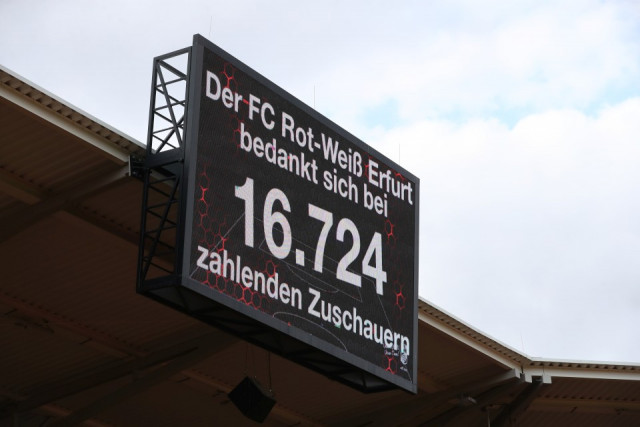 Der FC Rot-Weiß Erfurt
bedankt sich bei
16.724
zahlenden Zuschauern